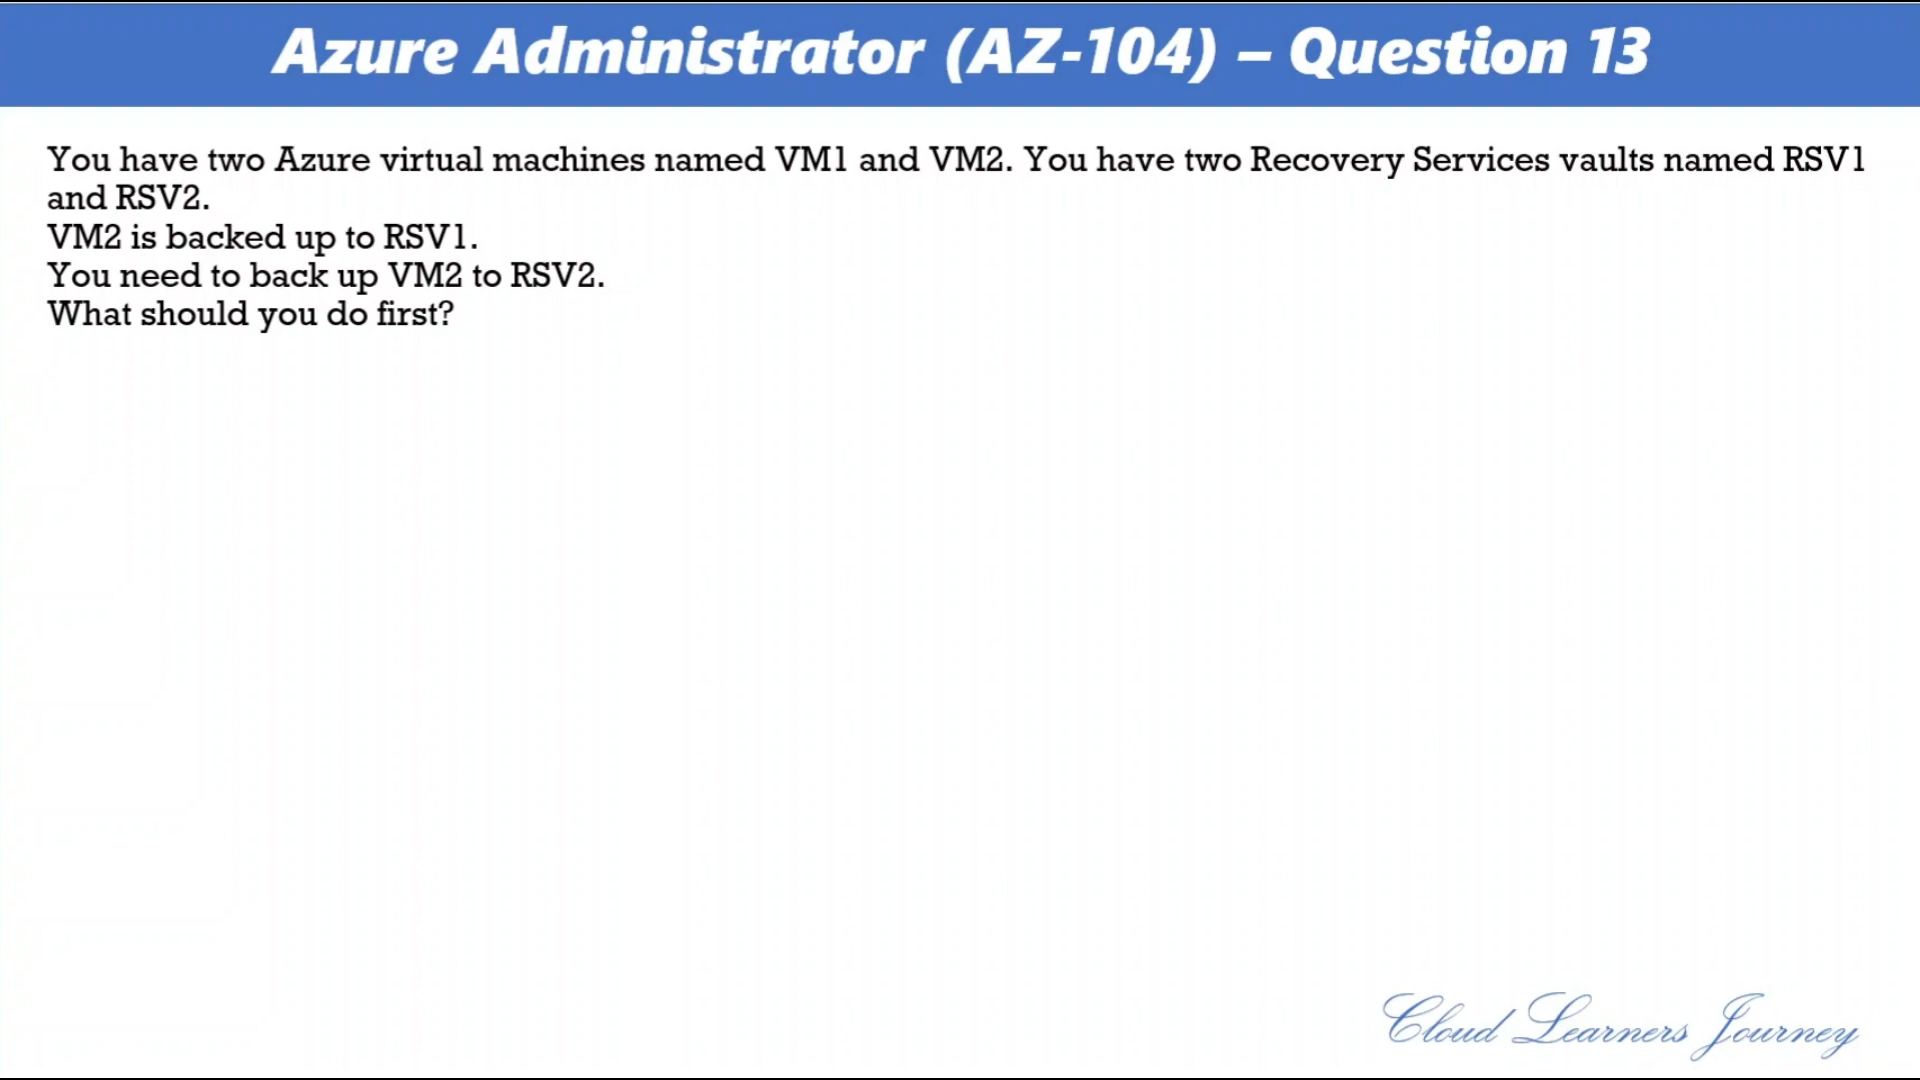 Azure Administrator (AZ-104) – Question 13
You have two Azure virtual machines named VM1 and VM2. You have two Recovery Services vaults named RSV1
and RSV2.
VM2 is backed up to RSV1.
You need to back up VM2 to RSV2.
What should you do first?
Cloud Learners Journey